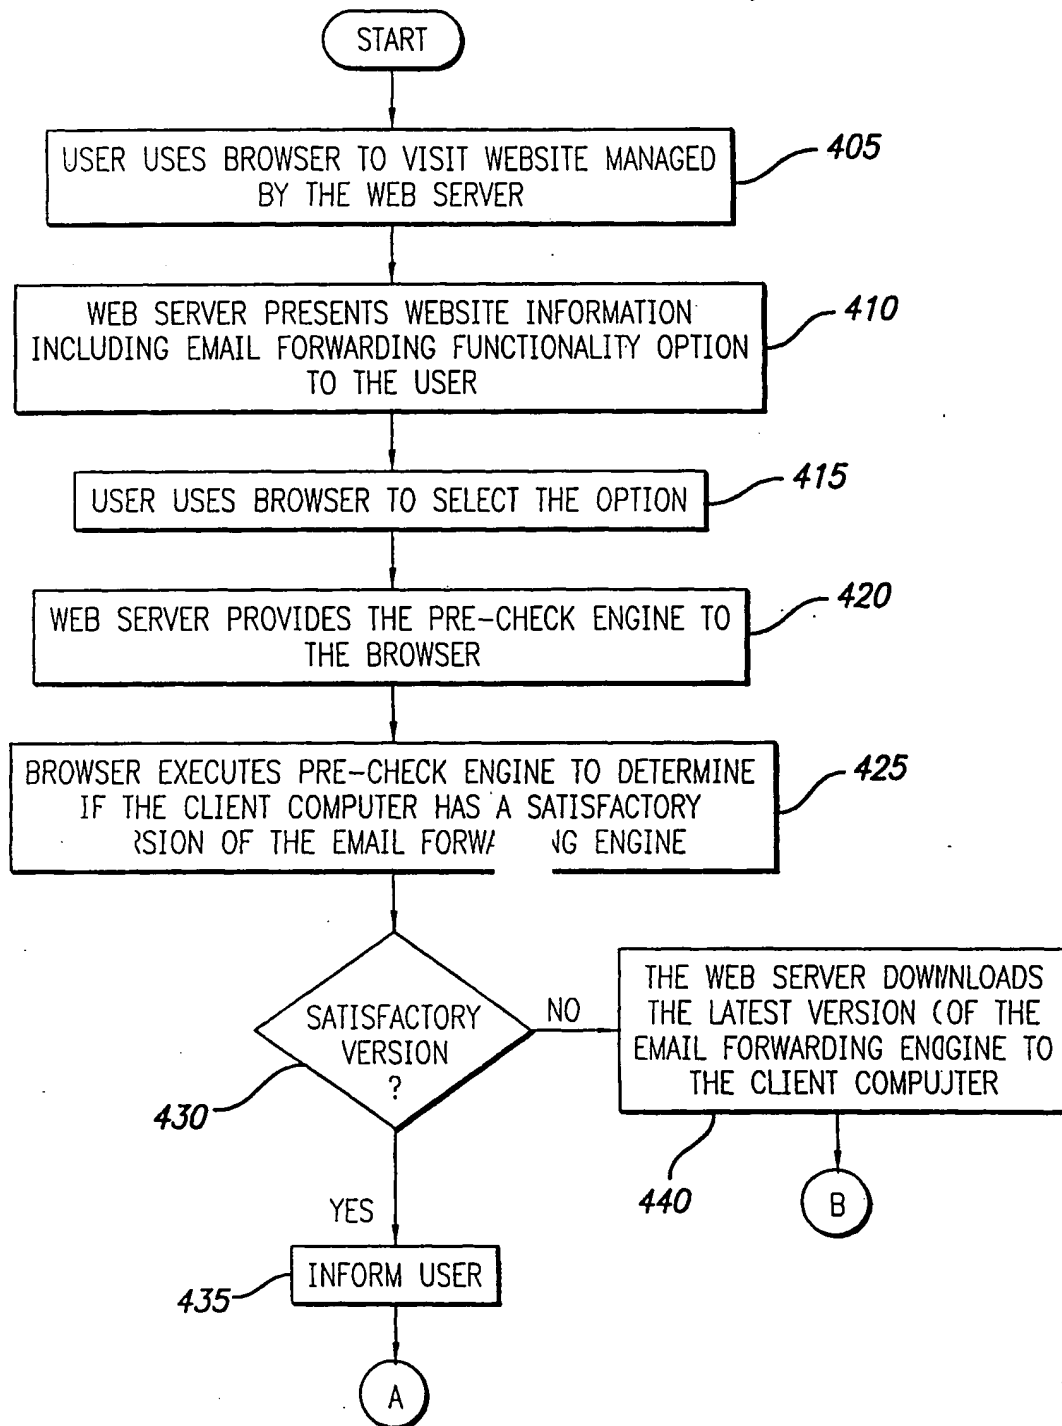 START
USER USES BROWSER TO VISIT WEBSITE MANAGED
BY THE WEB SERVER
405
WEB SERVER PRESENTS WEBSITE INFORMATION
INCLUDING EMAIL FORWARDING FUNCTIONALITY OPTION
TO THE USER
410
USER USES BROWSER TO SELECT THE OPTION
415
WEB SERVER PROVIDES THE PRE-CHECK ENGINE TO
THE BROWSER
420
BROWSER EXECUTES PRE-CHECK ENGINE TO DETERMINE
IF THE CLIENT COMPUTER HAS A SATISFACTORY
RSION OF THE EMAIL FORWA NG ENGINE
425
SATISFACTORY
VERSION
?
430
NO
THE WEB SERVER DOWNLOADS
THE LATEST VERSION OF THE
EMAIL FORWARDING ENGINE TO
THE CLIENT COMPUTER
440
B
YES
INFORM USER
435
A